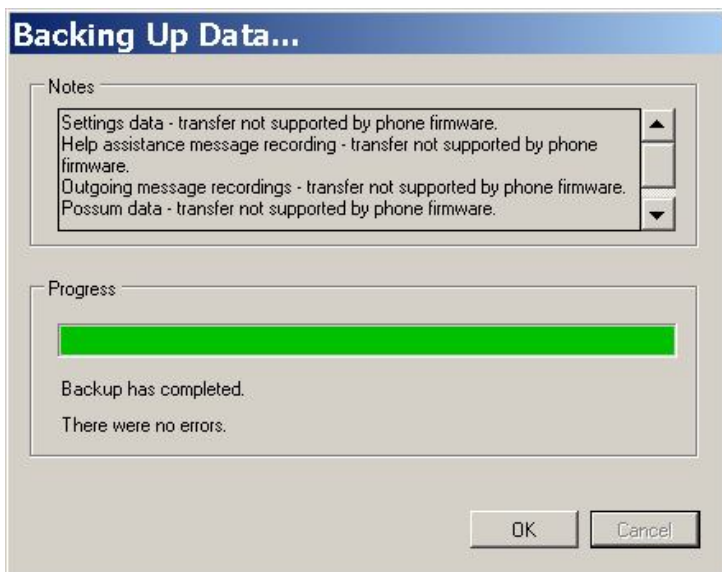 Backing Up Data...
Notes
Settings data - transfer not supported by phone firmware.
Help assistance message recording - transfer not supported by phone
firmware.
Outgoing message recordings - transfer not supported by phone firmware.
Possum data - transfer not supported by phone firmware.
Progress
Backup has completed.
There were no errors.
OK
Cancel